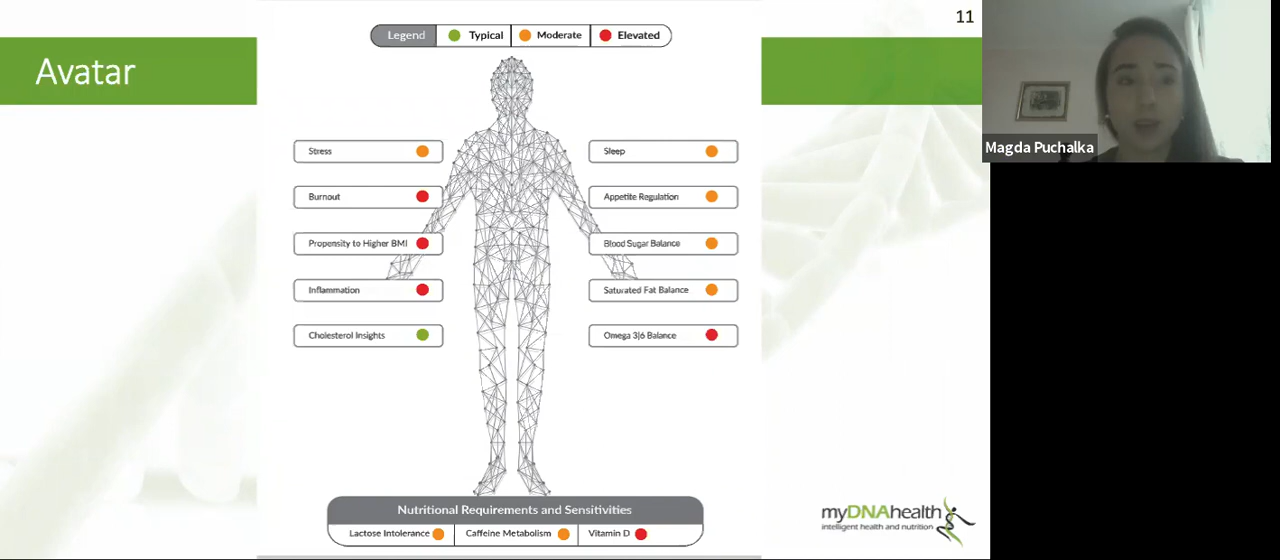 11
Legend Typical Moderate Elevated
Avatar
Magda Puchalka
Stress
Burnout
Propensity to Higher BMI
Inflammation
Cholesterol Insights
Sleep
Appetite Regulation
Blood Sugar Balance
Saturated Fat Balance
Omega 3|6 Balance
Nutritional Requirements and Sensitivities
Lactose Intolerance Caffeine Metabolism Vitamin D
myDNAhealth
intelligent health and nutrition